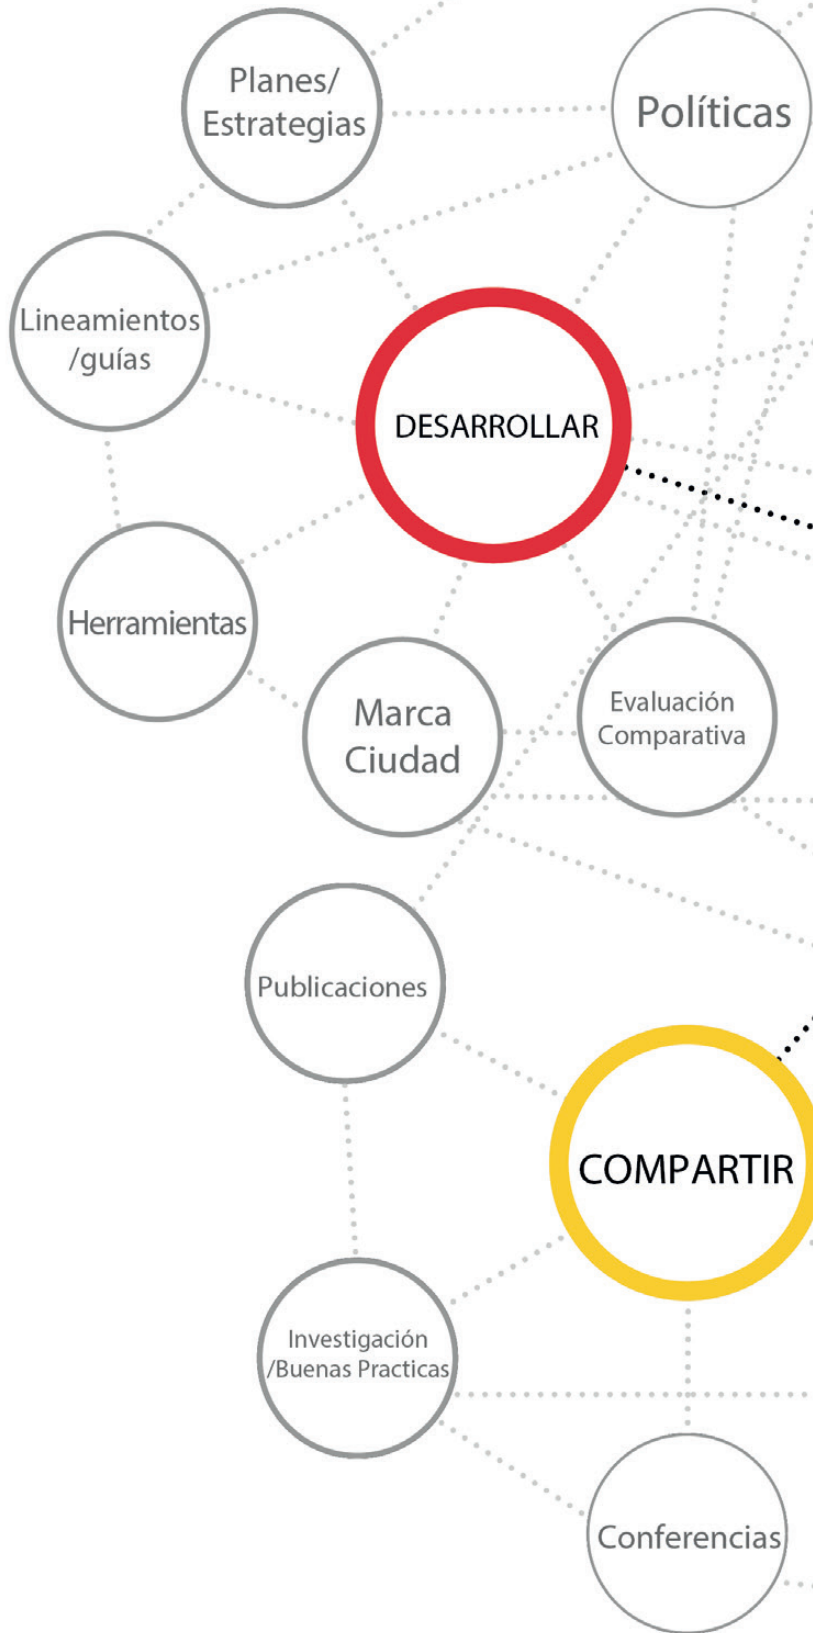 Planes/
Estrategias
Políticas
Lineamientos
/guías
DESARROLLAR
Herramientas
Marca
Ciudad
Evaluación
Comparativa
Publicaciones
COMPARTIR
Investigación
/Buenas Practicas
Conferencias